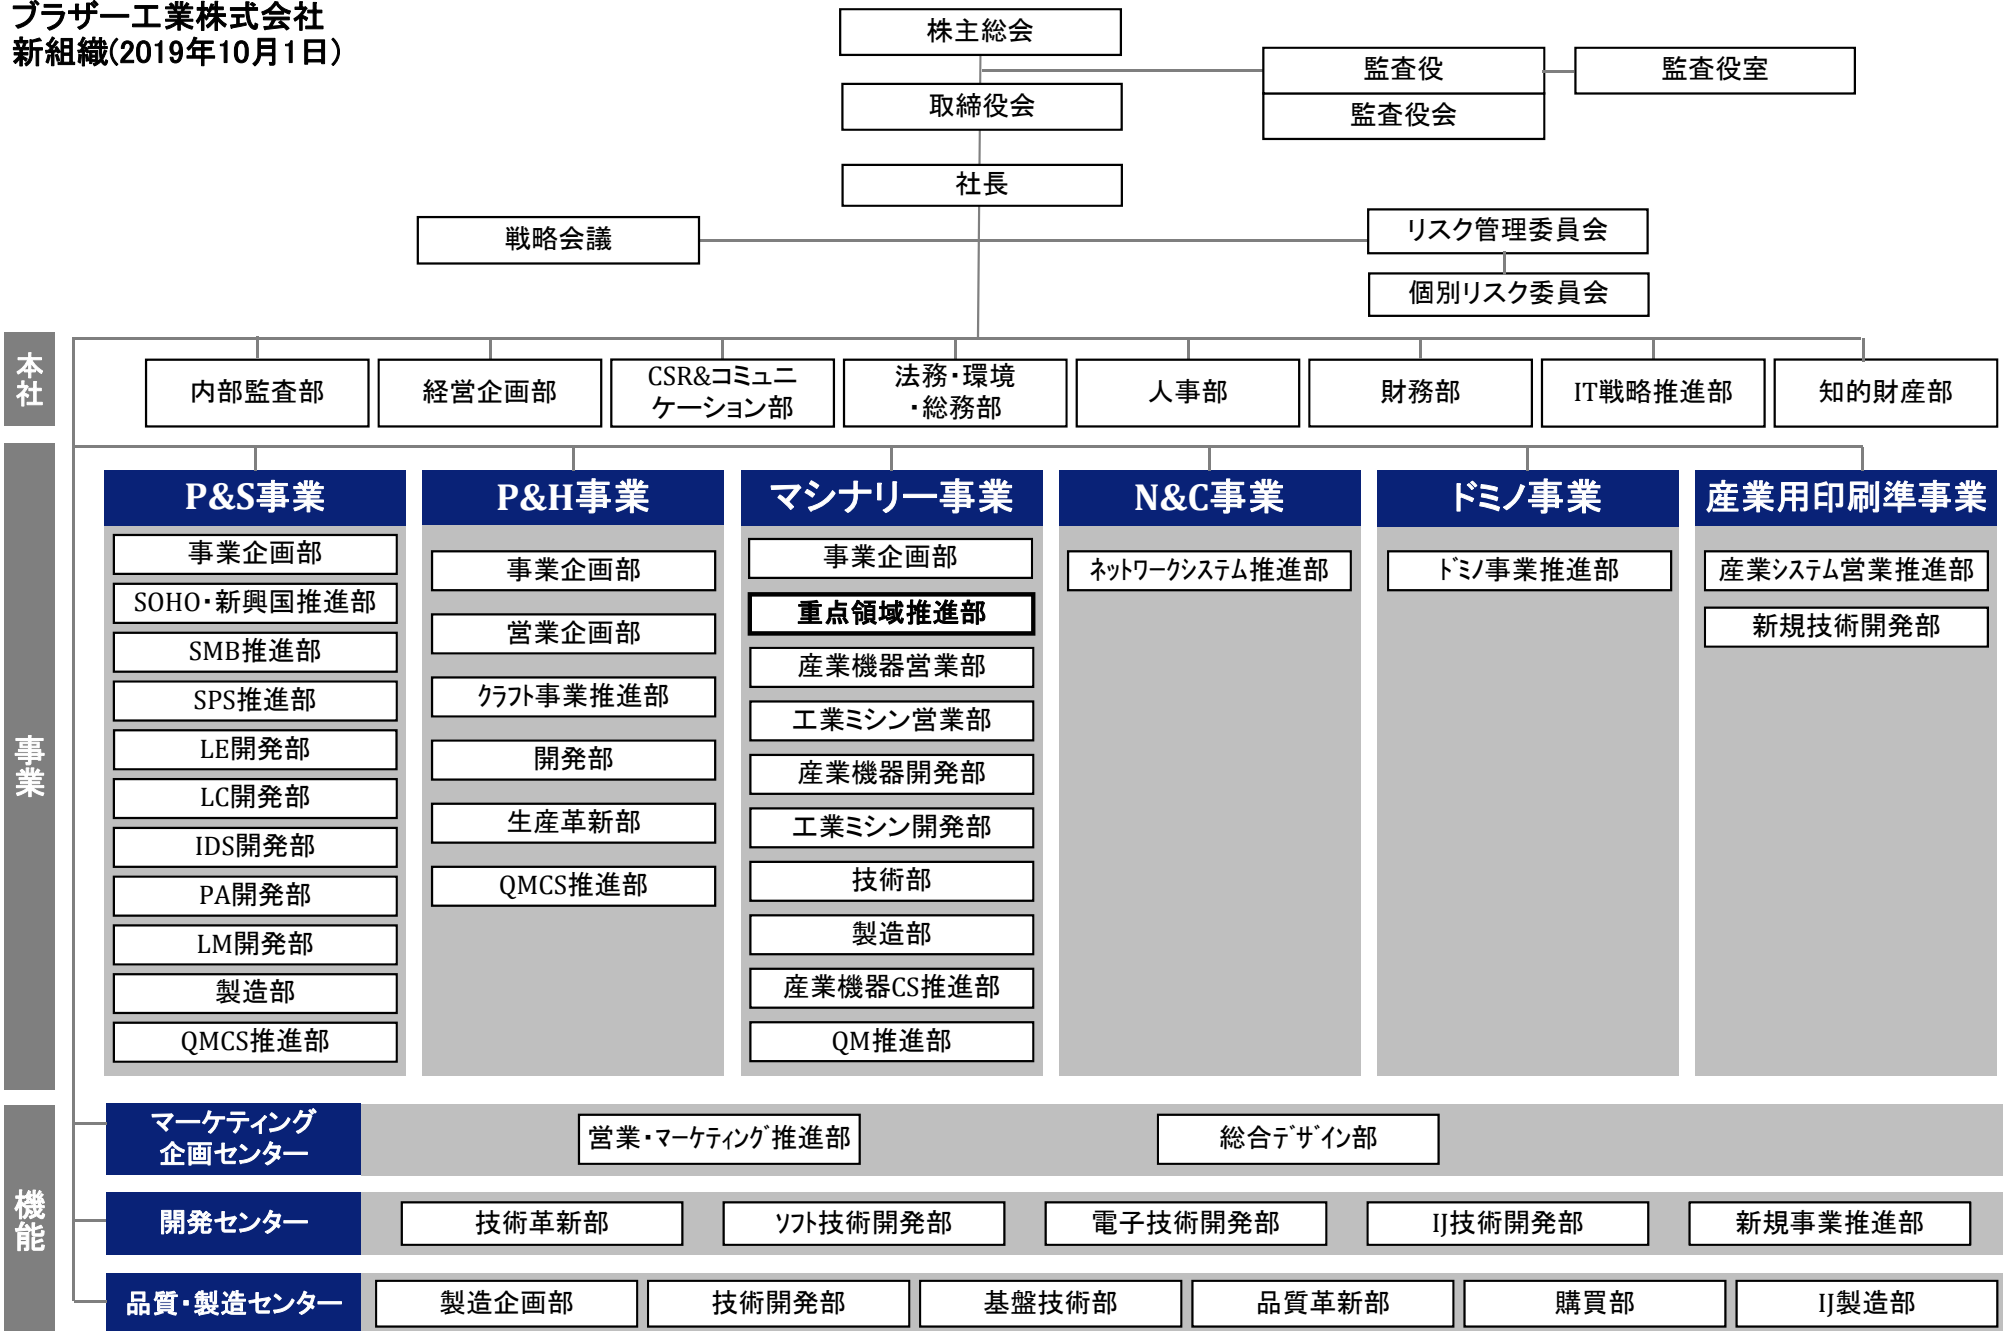 ブラザー工業株式会社
新組織(2019年10月1日)
株主総会
監査役
監査役室
取締役会
監査役会
社長
戦略会議
リスク管理委員会
個別リスク委員会
本社
内部監査部
経営企画部
CSR&コミュニ
ケーション部
法務・環境
・総務部
人事部
財務部
IT戦略推進部
知的財産部
事業
P&S事業
事業企画部
SOHO・新興国推進部
SMB推進部
SPS推進部
LE開発部
LC開発部
IDS開発部
PA開発部
LM開発部
製造部
QMCS推進部
P&H事業
事業企画部
営業企画部
クラフト事業推進部
開発部
生産革新部
QMCS推進部
マシナリー事業
事業企画部
重点領域推進部
産業機器営業部
工業ミシン営業部
産業機器開発部
工業ミシン開発部
技術部
製造部
産業機器CS推進部
QM推進部
N&C事業
ネットワークシステム推進部
ドミノ事業
ドミノ事業推進部
産業用印刷準事業
産業システム営業推進部
新規技術開発部
機能
マーケティング
企画センター
営業・マーケティング推進部
総合デザイン部
開発センター
技術革新部
ソフト技術開発部
電子技術開発部
IJ技術開発部
新規事業推進部
品質・製造センター
製造企画部
技術開発部
基盤技術部
品質革新部
購買部
IJ製造部